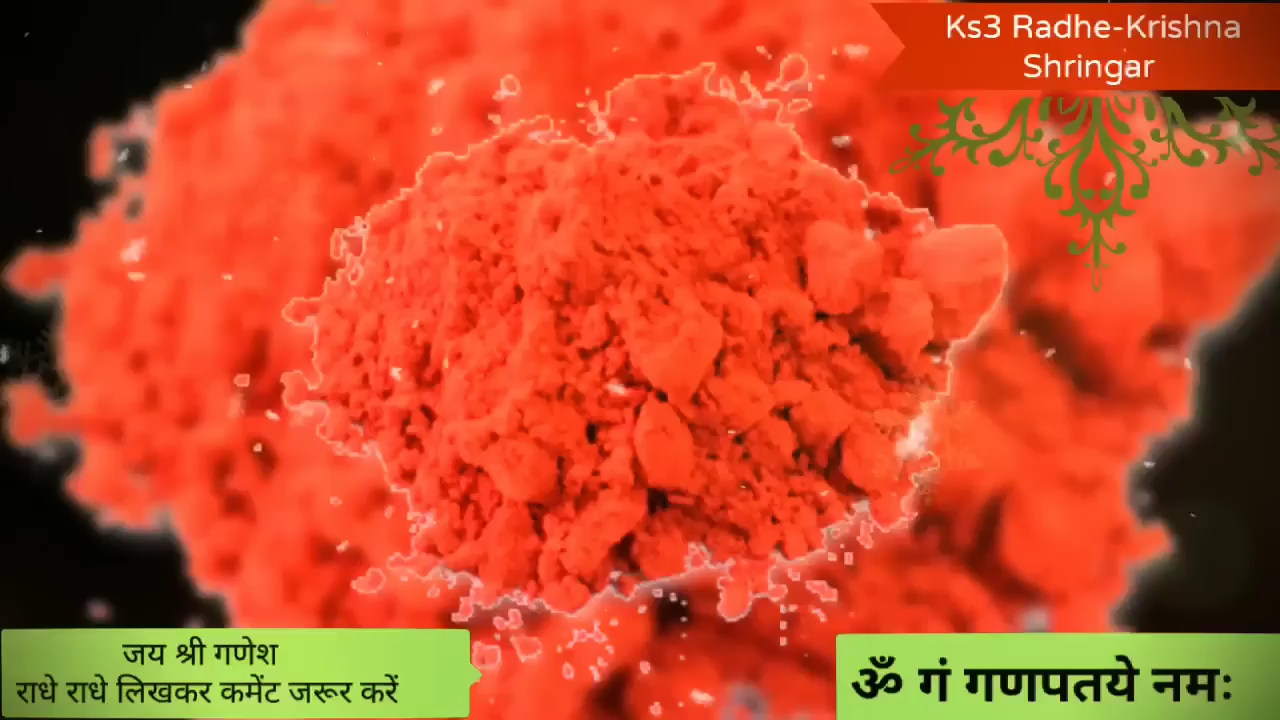 Ks3 Radhe-Krishna
Shringar
जय श्री गणेश
राधे राधे लिखकर कमेंट जरूर करें
ॐ गं गणपतये नमः